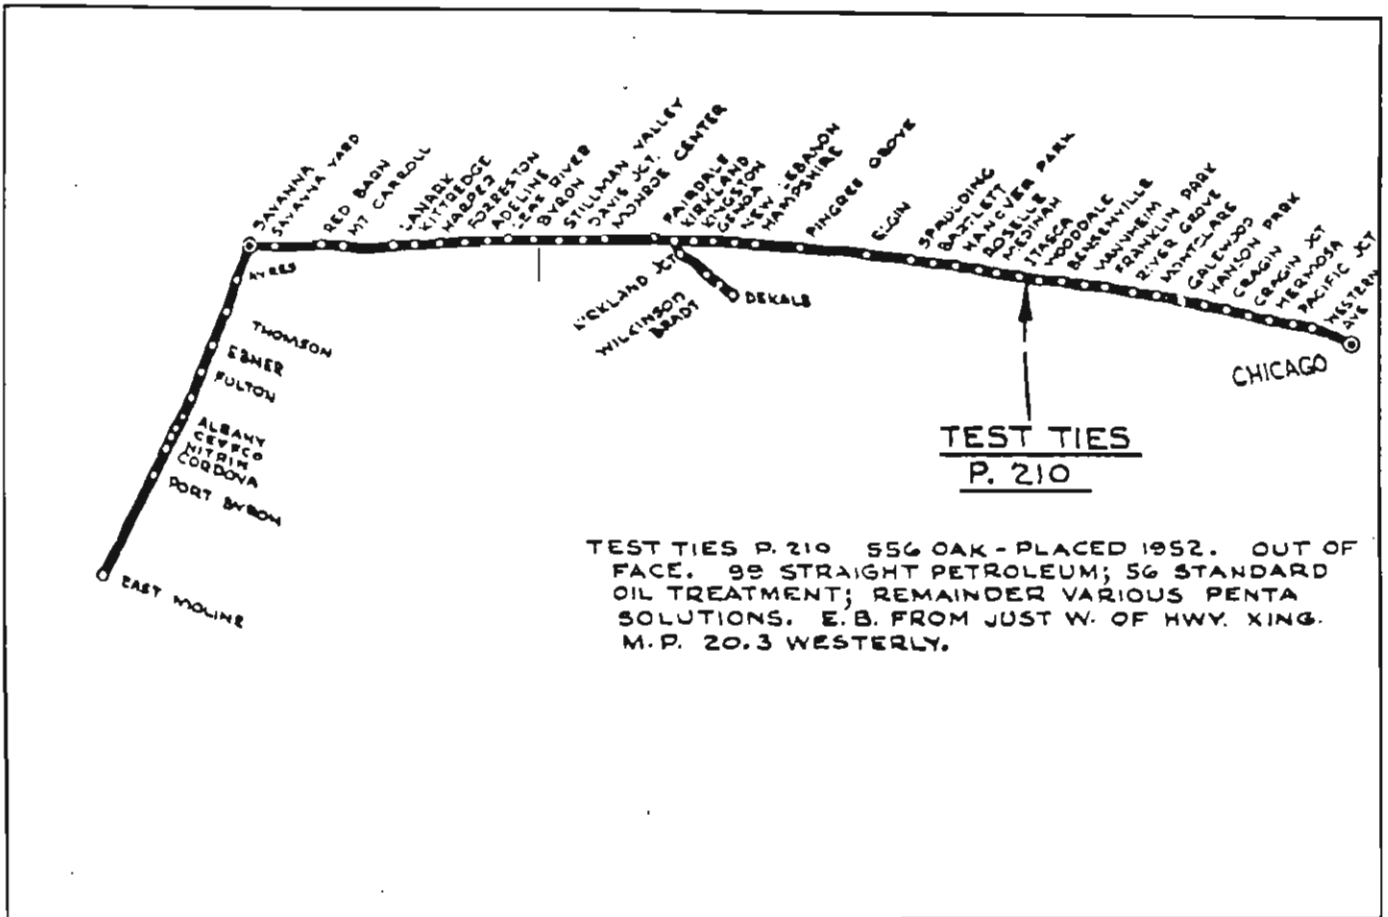 SAVANNA
SAVANNA YARD
RED BARN
MT CARROLL
LANARK
KITTREDGE
HARPER
FORRESTON
ADELINE
LEAF RIVER
BYRON
STILLMAN VALLEY
DAVIS JCT.
MONROE CENTER
FAIRDALE
KIRKLAND
KINGSTON
GENOA
NEW LEBANON
HAMPSHIRE
PINGREE GROVE
ELGIN
SPAULDING
BARTLETT
HANOVER PARK
ROSELLE
MEDINAH
ITASCA
WOODDALE
BENSENVILLE
MANNHEIM
FRANKLIN PARK
RIVER GROVE
MONTCLARE
GALEWOOD
HANSON PARK
CRAGIN
CRAGIN JCT
HERMOSA
PACIFIC JCT
WESTERN
AVE
CHICAGO
KIRKLAND JCT
WILKINSON
BRADT
DEKALB
AYRES
THOMSON
EBNER
FULTON
ALBANY
CEVFCO
NITRIN
CORDOVA
PORT BYRON
EAST MOLINE
TEST TIES
P. 210
TEST TIES P. 210 556 OAK - PLACED 1952. OUT OF
FACE. 99 STRAIGHT PETROLEUM; 56 STANDARD
OIL TREATMENT; REMAINDER VARIOUS PENTA
SOLUTIONS. E.B. FROM JUST W. OF HWY. XING.
M.P. 20.3 WESTERLY.